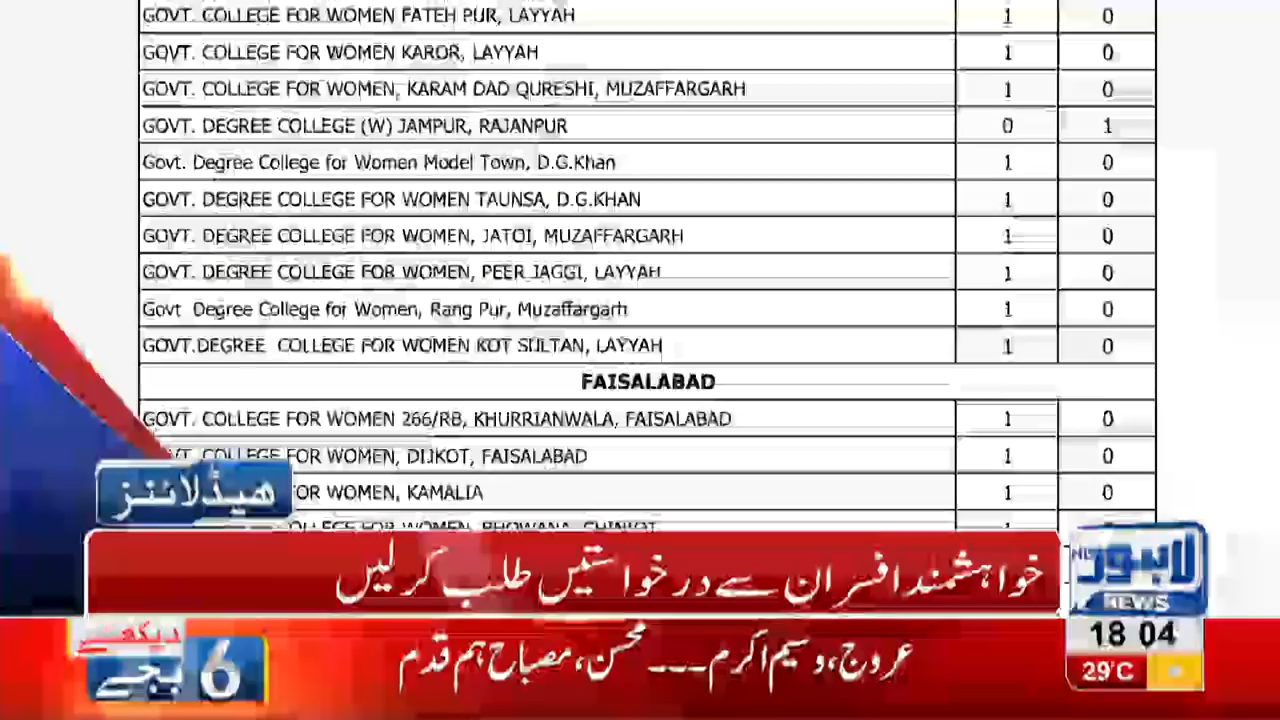 GOVT. COLLEGE FOR WOMEN FATEH PUR, LAYYAH 1 0
GOVT. COLLEGE FOR WOMEN KAROR, LAYYAH 1 0
GOVT. COLLEGE FOR WOMEN, KARAM DAD QURESHI, MUZAFFARGARH 1 0
GOVT. DEGREE COLLEGE (W) JAMPUR, RAJANPUR 0 1
Govt. Degree College for Women Model Town, D.G.Khan 1 0
GOVT. DEGREE COLLEGE FOR WOMEN TAUNSA, D.G.KHAN 1 0
GOVT. DEGREE COLLEGE FOR WOMEN, JATOI, MUZAFFARGARH 1 0
GOVT. DEGREE COLLEGE FOR WOMEN, PEER JAGGI, LAYYAH 1 0
Govt Degree College for Women, Rang Pur, Muzaffargarh 1 0
GOVT.DEGREE COLLEGE FOR WOMEN KOT SULTAN, LAYYAH 1 0
FAISALABAD
GOVT. COLLEGE FOR WOMEN 266/RB, KHURRIANWALA, FAISALABAD 1 0
COLLEGE FOR WOMEN, DIJKOT, FAISALABAD 1 0
FOR WOMEN, KAMALIA 1 0
COLLEGE FOR WOMEN, BHOWANA, CHINIOT
ھیڈلائنز
خواہشمند افسران سے درخواستیں طلب کرلیں
لاہور
NEWS
18 04
29°C
دیکھئے
6 بجے
عروج، وسیم اکرم۔۔۔ محسن، مصباح ہم قدم